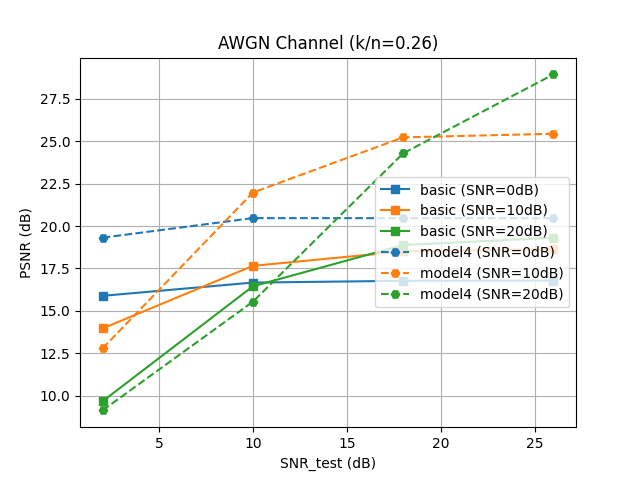 AWGN Channel (k/n=0.26)
PSNR (dB)
27.5
25.0
22.5
20.0
17.5
15.0
12.5
10.0
basic (SNR=0dB)
basic (SNR=10dB)
basic (SNR=20dB)
model4 (SNR=0dB)
model4 (SNR=10dB)
model4 (SNR=20dB)
5 10 15 20 25
SNR_test (dB)